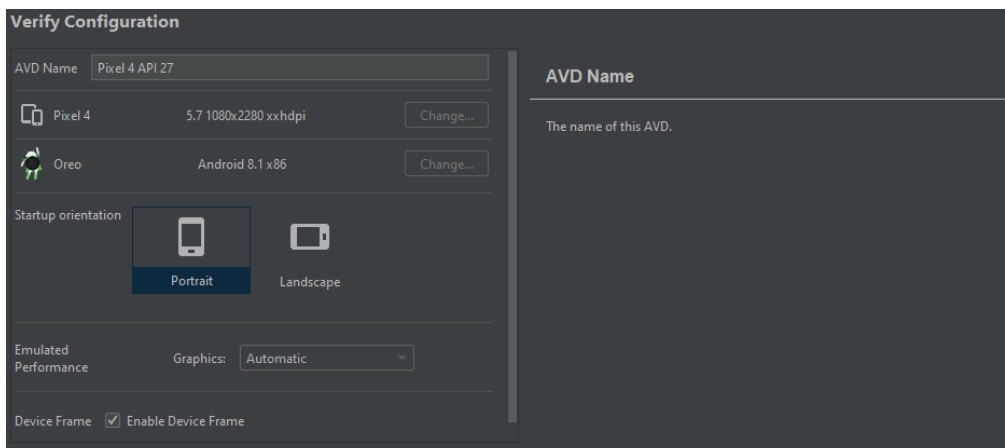 Verify Configuration
AVD Name Pixel 4 API 27
Pixel 4 5.7 1080x2280 xxhdpi Change...
Oreo Android 8.1 x86 Change...
Startup orientation
Portrait Landscape
Emulated
Performance Graphics: Automatic
Device Frame Enable Device Frame
AVD Name
The name of this AVD.